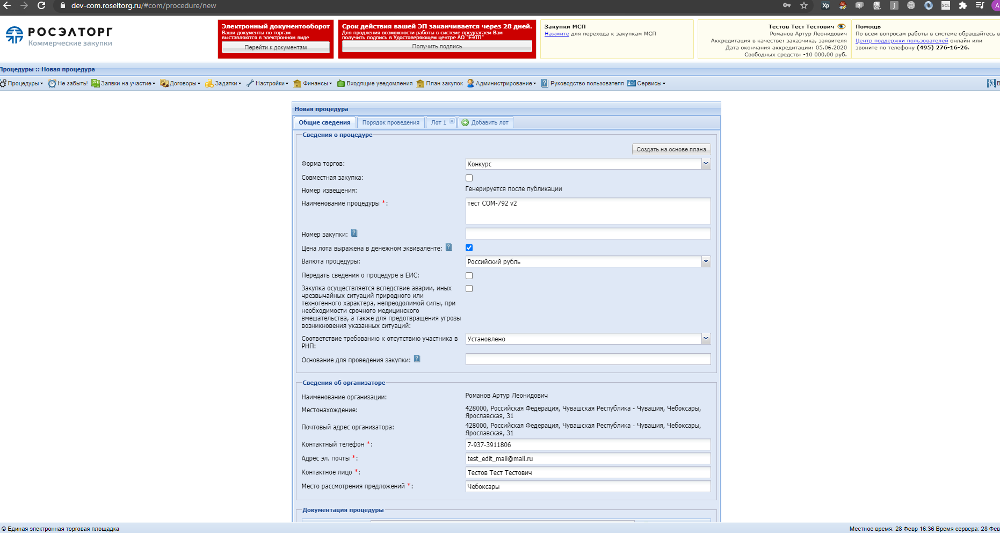 dev-com.roseltorg.ru/#com/procedure/new
Xp
SCL
A
РОСЭЛТОРГ
Коммерческие закупки
Электронный документооборот
Ваши документы по торгам
выставляются в электронном виде
Перейти к документам
Срок действия вашей ЭП заканчивается через 28 дней.
Для продления возможности работы в системе предлагаем Вам
получить подпись в Удостоверяющем центре АО "ЕЭТП"
Получить подпись
Закупки МСП
Нажмите для перехода к закупкам МСП
Тестов Тест Тестович
Романов Артур Леонидович
Аккредитация в качестве: заказчика, заявителя
Дата окончания аккредитации: 05.06.2020
Свободных средств: -10 000,00 руб.
Помощь
По всем вопросам работы в системе обращайтесь в
Центр поддержки пользователей онлайн или
звоните по телефону (495) 276-16-26.
Процедуры :: Новая процедура
Процедуры Не забыть! Заявки на участие Договоры Задатки Настройки Финансы Входящие уведомления План закупок Администрирование Руководство пользователя Сервисы В
Новая процедура
Общие сведения Порядок проведения Лот 1 Добавить лот
Сведения о процедуре
Создать на основе плана
Форма торгов: Конкурс
Совместная закупка:
Номер извещения: Генерируется после публикации
Наименование процедуры *: тест COM-792 v2
Номер закупки:
Цена лота выражена в денежном эквиваленте:
Валюта процедуры: Российский рубль
Передать сведения о процедуре в ЕИС:
Закупка осуществляется вследствие аварии, иных
чрезвычайных ситуаций природного или
техногенного характера, непреодолимой силы, при
необходимости срочного медицинского
вмешательства, а также для предотвращения угрозы
возникновения указанных ситуаций:
Соответствие требованию к отсутствию участника в
РНП:
Установлено
Основание для проведения закупки:
Сведения об организаторе
Наименование организации: Романов Артур Леонидович
Местонахождение: 428000, Российская Федерация, Чувашская Республика - Чувашия, Чебоксары,
Ярославская, 31
Почтовый адрес организатора: 428000, Российская Федерация, Чувашская Республика - Чувашия, Чебоксары,
Ярославская, 31
Контактный телефон *: 7-937-3911806
Адрес эл. почты *: test_edit_mail@mail.ru
Контактное лицо *: Тестов Тест Тестович
Место рассмотрения предложений *: Чебоксары
Документация процедуры
© Единая электронная торговая площадка
Местное время: 28 Февр 16:36 Время сервера: 28 Фев